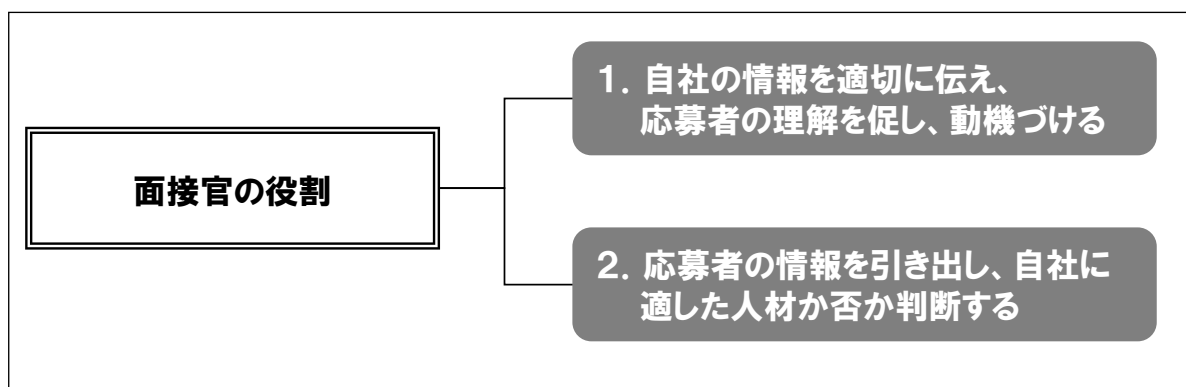 面接官の役割
１．自社の情報を適切に伝え、
応募者の理解を促し、動機づける
２．応募者の情報を引き出し、自社に
適した人材か否か判断する